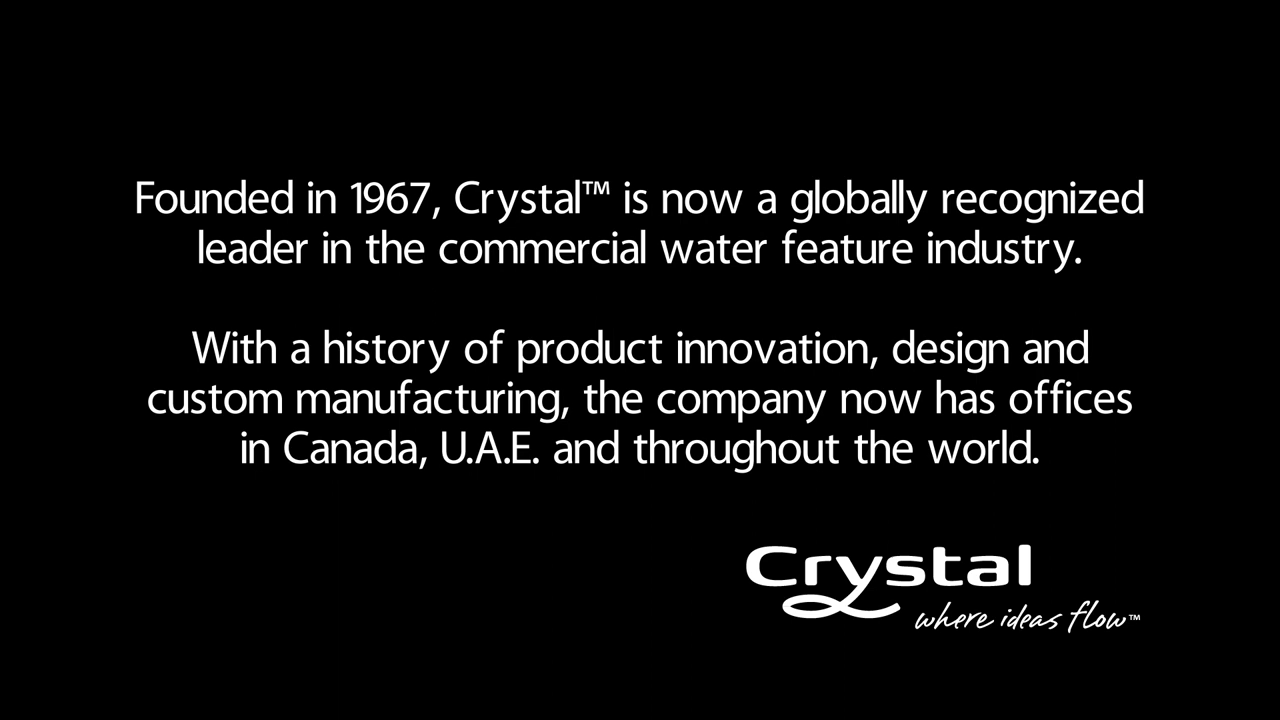 Founded in 1967, Crystal™ is now a globally recognized
leader in the commercial water feature industry.
With a history of product innovation, design and
custom manufacturing, the company now has offices
in Canada, U.A.E. and throughout the world.
Crystal
where ideas flow™